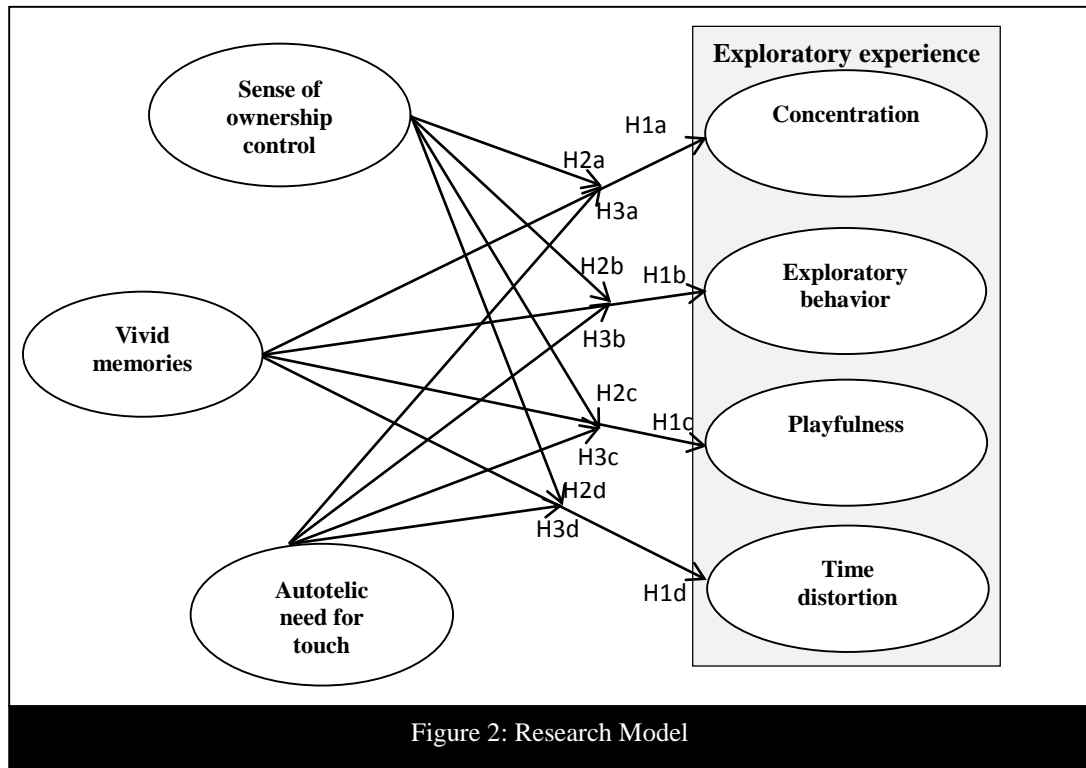 Exploratory experience
Sense of
ownership
control
Concentration
H1a
H2a
H3a
H2b
H1b
Exploratory
behavior
Vivid
memories
H3b
H2c
H1c
Playfulness
H3c
H2d
H3d
Autotelic
need for
touch
H1d
Time
distortion
Figure 2: Research Model